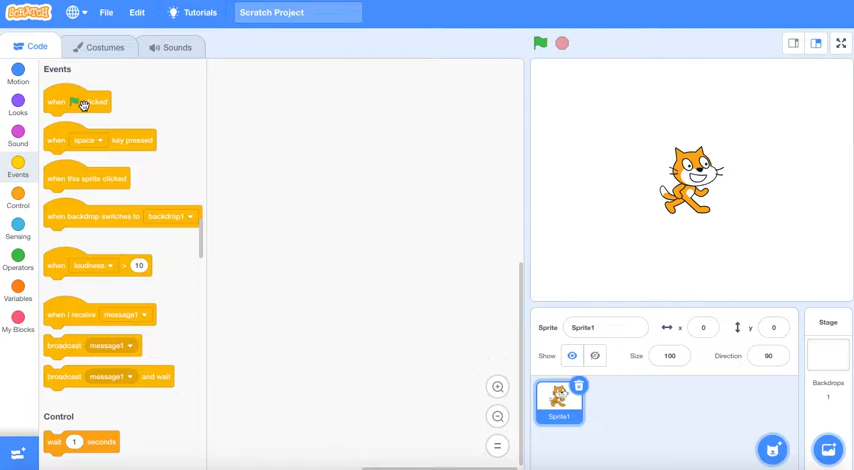 SCRATCH
File
Edit
Tutorials
Scratch Project
Code
Costumes
Sounds
Motion
Looks
Sound
Events
Control
Sensing
Operators
Variables
My Blocks
Events
when clicked
when space key pressed
when this sprite clicked
when backdrop switches to backdrop1
when loudness > 10
when I receive message1
broadcast message1
broadcast message1 and wait
Control
wait 1 seconds
Sprite Sprite1 x 0 y 0
Show Size 100 Direction 90
Sprite1
Stage
Backdrops
1